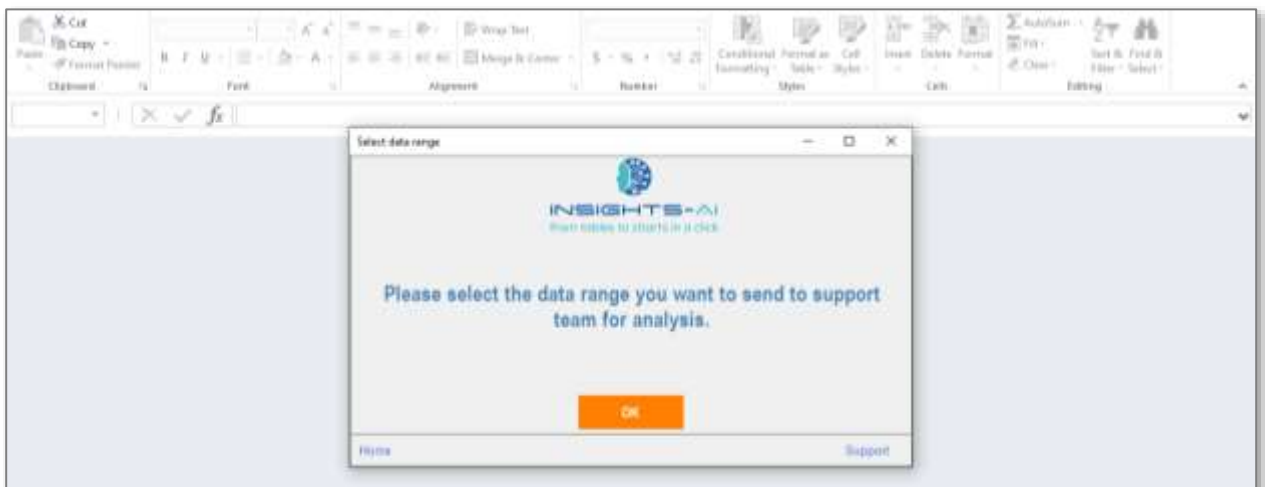 Cut
Copy
Paste
Format Painter
Clipboard
B I U
Font
Wrap Text
Merge & Center
Alignment
$ %
Number
Conditional Formatting
Format as Table
Cell Styles
Styles
Insert Delete Format
Cells
AutoSum
Fill
Clear
Sort & Filter
Find & Select
Editing
fx
Select data range
INSIGHTS-AI
From tables to charts in a click
Please select the data range you want to send to support
team for analysis.
OK
Home
Support